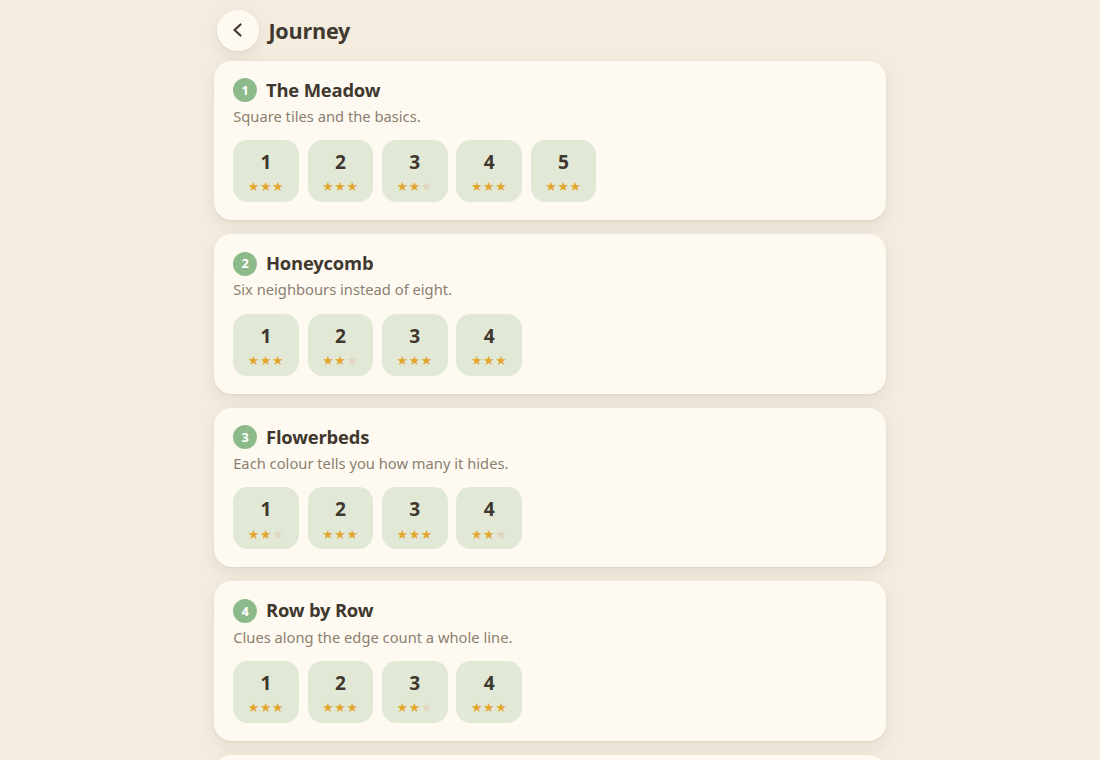 Journey
1 The Meadow
Square tiles and the basics.
1 2 3 4 5
★★★ ★★★ ★★★ ★★★ ★★★
2 Honeycomb
Six neighbours instead of eight.
1 2 3 4
★★★ ★★★ ★★★ ★★★
3 Flowerbeds
Each colour tells you how many it hides.
1 2 3 4
★★★ ★★★ ★★★ ★★★
4 Row by Row
Clues along the edge count a whole line.
1 2 3 4
★★★ ★★★ ★★★ ★★★